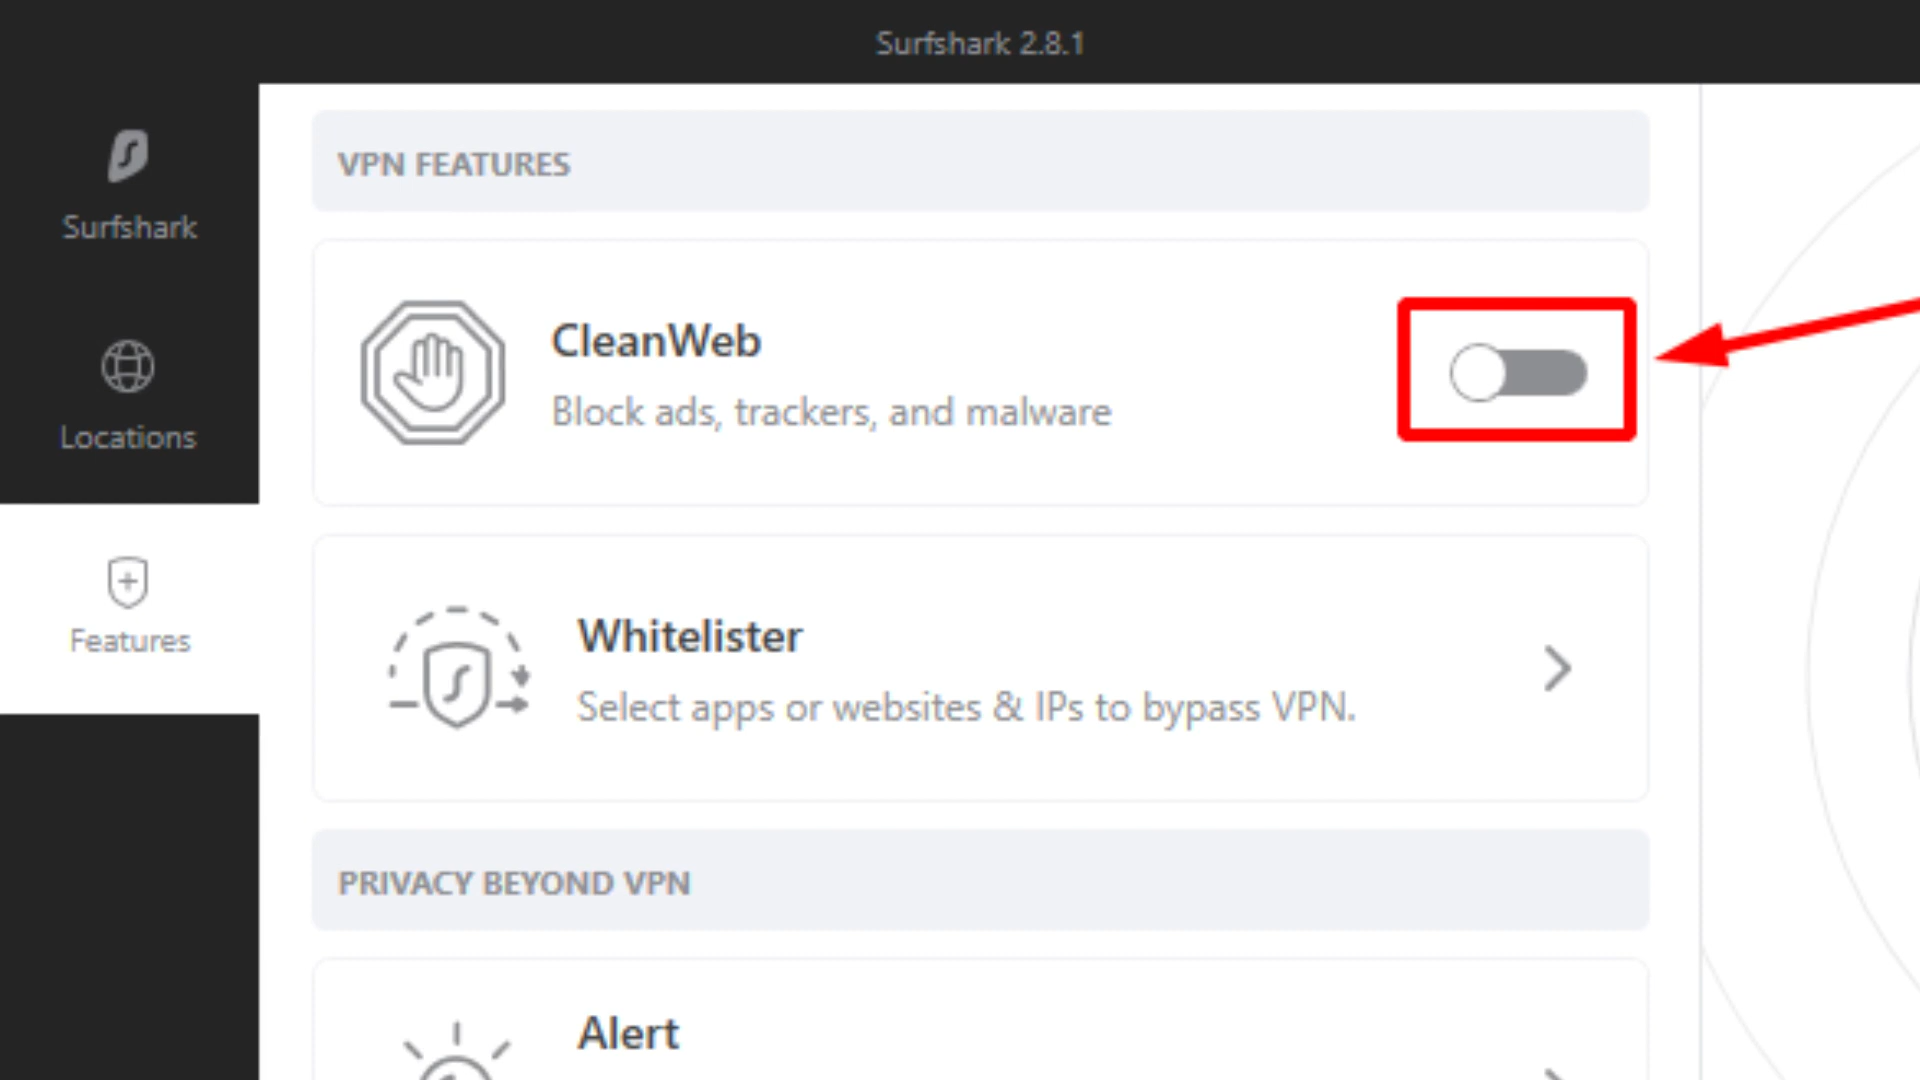 Surfshark 2.8.1
Surfshark
Locations
Features
VPN FEATURES
CleanWeb
Block ads, trackers, and malware
Whitelister
Select apps or websites & IPs to bypass VPN.
PRIVACY BEYOND VPN
Alert